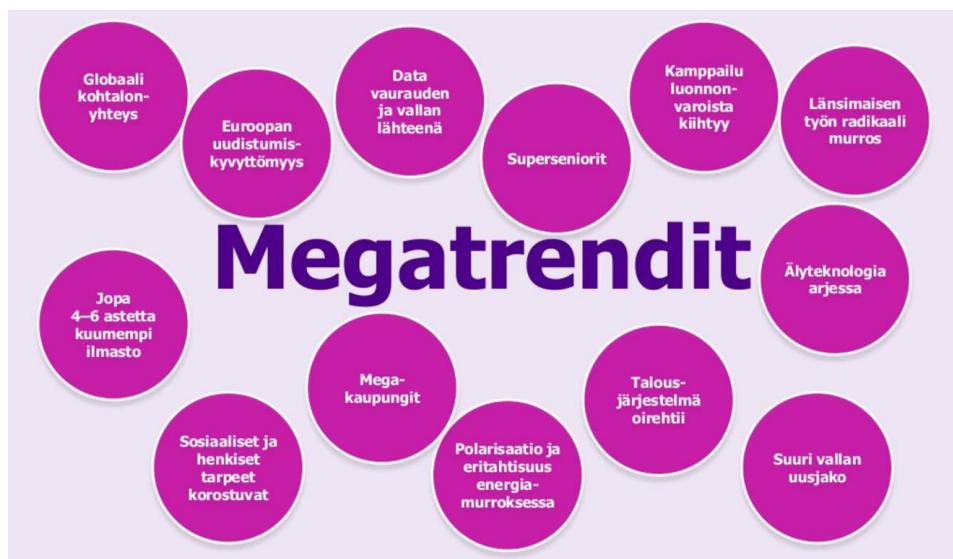 Globaali
kohtalon-
yhteys
Euroopan
uudistumis-
kyvyttömyys
Data
vaurauden
ja vallan
lähteenä
Superseniorit
Kamppailu
luonnon-
varoista
kiihtyy
Länsimaisen
työn radikaali
murros
Megatrendit
Älyteknologia
arjessa
Jopa
4–6 astetta
kuumempi
ilmasto
Mega-
kaupungit
Talous-
järjestelmä
oirehtii
Sosiaaliset ja
henkiset
tarpeet
korostuvat
Polarisaatio ja
eritahtisuus
energia-
murroksessa
Suuri vallan
uusjako